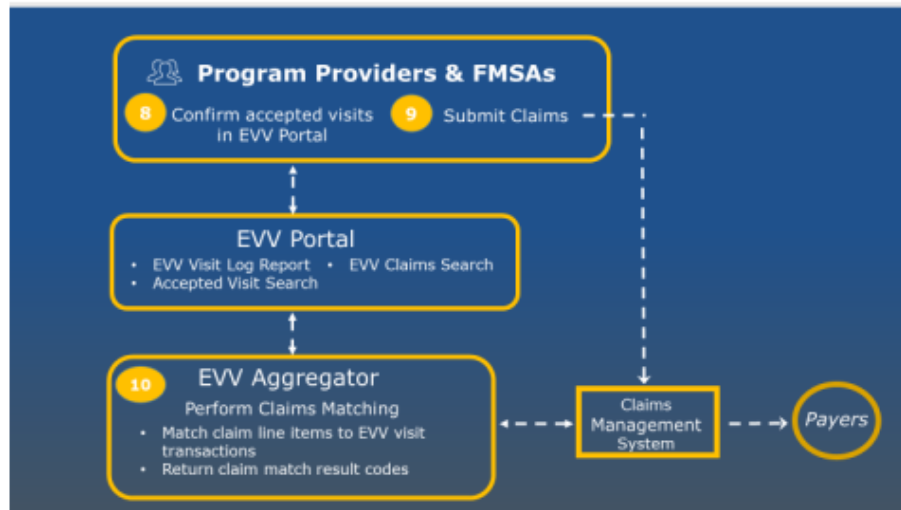 Program Providers & FMSAs
8 Confirm accepted visits
in EVV Portal
9 Submit Claims
EVV Portal
• EVV Visit Log Report • EVV Claims Search
• Accepted Visit Search
10 EVV Aggregator
Perform Claims Matching
• Match claim line items to EVV visit
transactions
• Return claim match result codes
Claims
Management
System
Payers